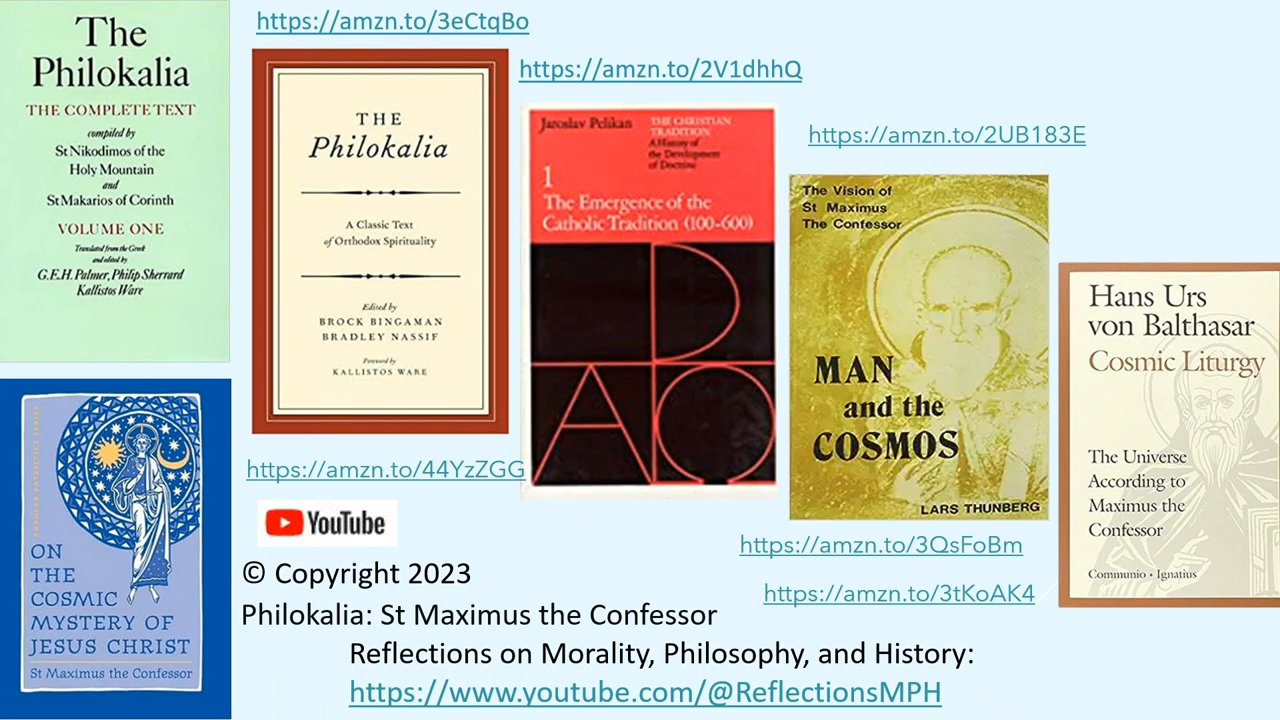 The
Philokalia
THE COMPLETE TEXT
compiled by
St Nikodimos of the
Holy Mountain
and
St Makarios of Corinth
VOLUME ONE
Translated from the Greek
and edited by
G.E.H. Palmer, Philip Sherrard
Kallistos Ware
https://amzn.to/3eCtqBo
THE
Philokalia
A Classic Text
of Orthodox Spirituality
Edited by
BROCK BINGAMAN
BRADLEY NASSIF
Foreword by
KALLISTOS WARE
https://amzn.to/2V1dhhQ
Jaroslav Pelikan
THE CHRISTIAN
TRADITION
A History of
the Development
of Doctrine
1
The Emergence of the
Catholic Tradition (100-600)
https://amzn.to/2UB183E
The Vision of
St Maximus
The Confessor
MAN
and the
COSMOS
LARS THUNBERG
Hans Urs
von Balthasar
Cosmic Liturgy
The Universe
According to
Maximus the
Confessor
Communio • Ignatius
POPULAR PATRISTICS SERIES
ON
THE
COSMIC
MYSTERY OF
JESUS CHRIST
St Maximus the Confessor
https://amzn.to/44YzZGG
YouTube
https://amzn.to/3QsFoBm
https://amzn.to/3tKoAK4
© Copyright 2023
Philokalia: St Maximus the Confessor
Reflections on Morality, Philosophy, and History:
https://www.youtube.com/@ReflectionsMPH